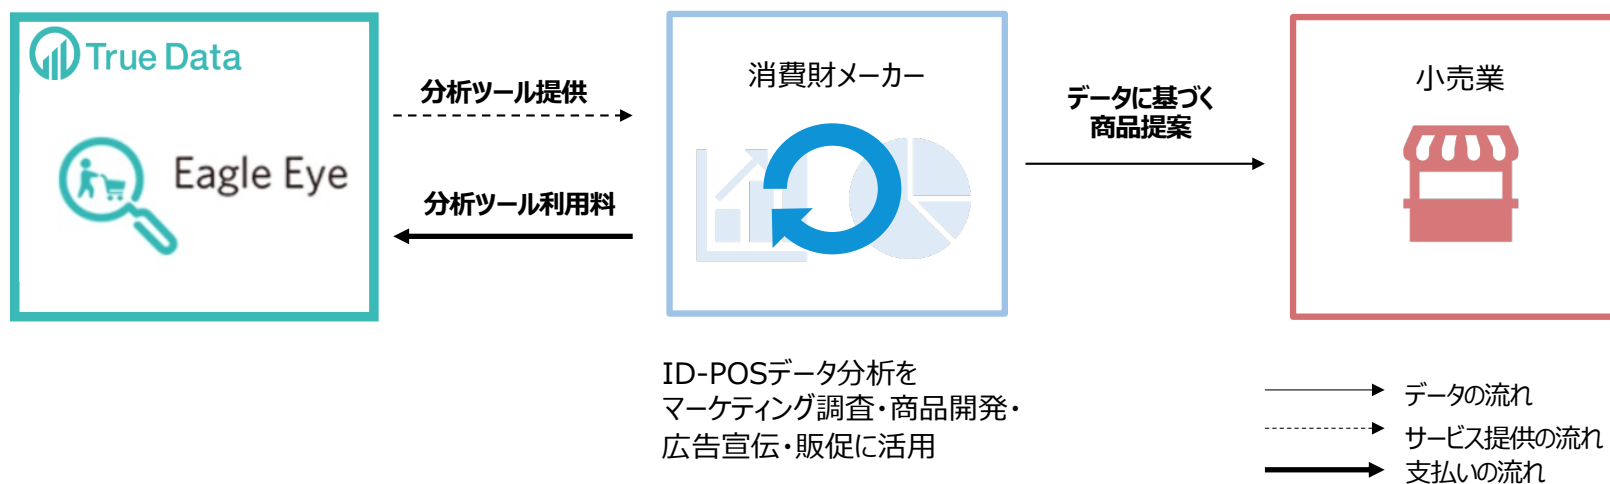 True Data
Eagle Eye
分析ツール提供
分析ツール利用料
消費財メーカー
データに基づく
商品提案
小売業
ID-POSデータ分析を
マーケティング調査・商品開発・
広告宣伝・販促に活用
データの流れ
サービス提供の流れ
支払いの流れ